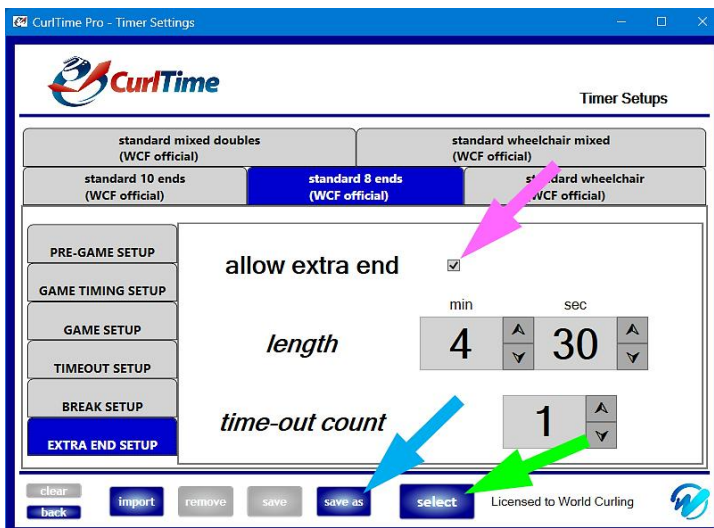 CurlTime Pro - Timer Settings
CurlTime
Timer Setups
standard mixed doubles
(WCF official)
standard wheelchair mixed
(WCF official)
standard 10 ends
(WCF official)
standard 8 ends
(WCF official)
standard wheelchair
(WCF official)
PRE-GAME SETUP
GAME TIMING SETUP
GAME SETUP
TIMEOUT SETUP
BREAK SETUP
EXTRA END SETUP
allow extra end
min sec
length 4 30
time-out count 1
clear
back
import remove save save as select Licensed to World Curling